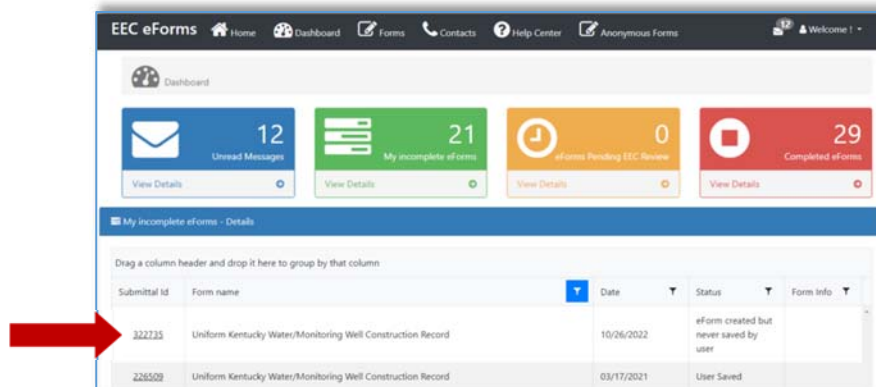 EEC eForms Home Dashboard Forms Contacts Help Center Anonymous Forms 12 Welcome !
Dashboard
12
Unread Messages
View Details
21
My incomplete eForms
View Details
0
eForms Pending EEC Review
View Details
29
Completed eForms
View Details
My incomplete eForms - Details
Drag a column header and drop it here to group by that column
Submittal Id Form name Date Status Form Info
322735 Uniform Kentucky Water/Monitoring Well Construction Record 10/26/2022 eForm created but
never saved by
user
226509 Uniform Kentucky Water/Monitoring Well Construction Record 03/17/2021 User Saved